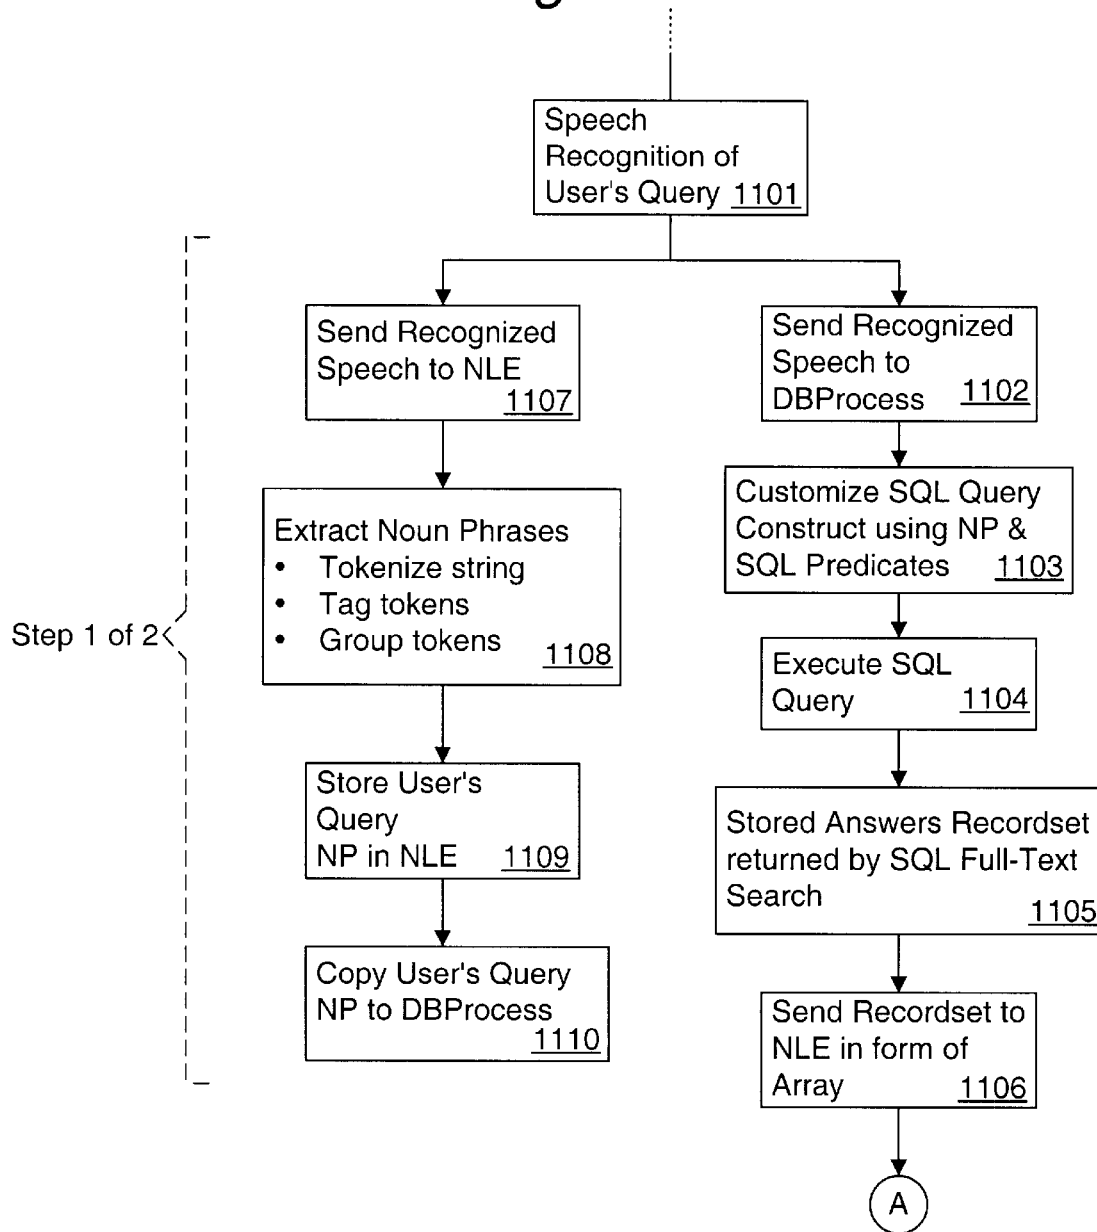 Speech
Recognition of
User's Query 1101
Send Recognized
Speech to NLE
1107
Send Recognized
Speech to
DBProcess 1102
Extract Noun Phrases
• Tokenize string
• Tag tokens
• Group tokens
1108
Customize SQL Query
Construct using NP &
SQL Predicates 1103
Step 1 of 2
Execute SQL
Query 1104
Store User's
Query
NP in NLE 1109
Stored Answers Recordset
returned by SQL Full-Text
Search
1105
Copy User's Query
NP to DBProcess
1110
Send Recordset to
NLE in form of
Array 1106
A